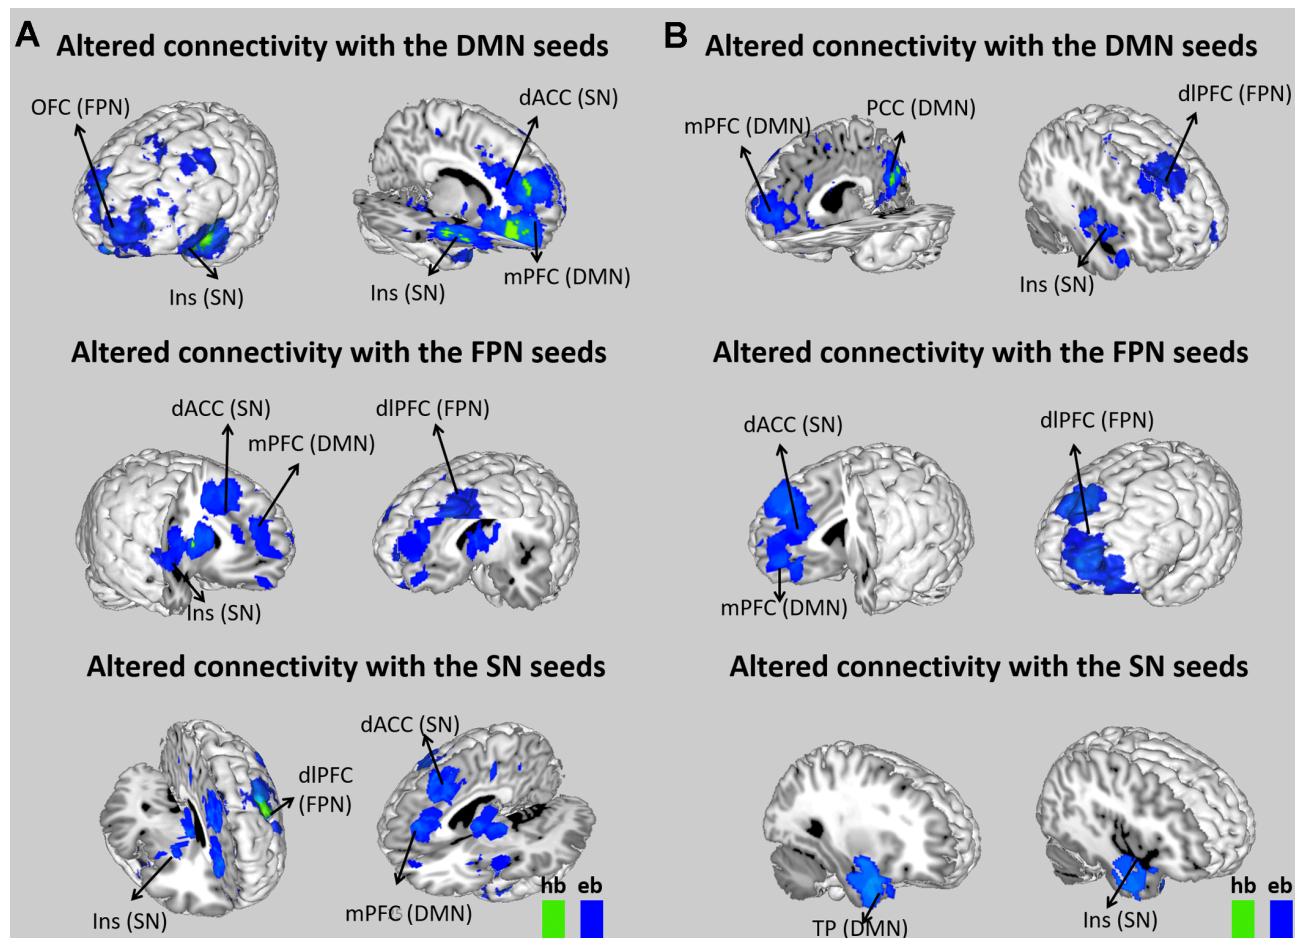 A
Altered connectivity with the DMN seeds
OFC (FPN)
dACC (SN)
Ins (SN)
Ins (SN)
mPFC (DMN)
Altered connectivity with the FPN seeds
dACC (SN)
mPFC (DMN)
dlPFC (FPN)
Ins (SN)
Altered connectivity with the SN seeds
dACC (SN)
dlPFC
(FPN)
Ins (SN)
mPFC (DMN)
hb eb
B
Altered connectivity with the DMN seeds
mPFC (DMN)
PCC (DMN)
dlPFC (FPN)
Ins (SN)
Altered connectivity with the FPN seeds
dACC (SN)
dlPFC (FPN)
mPFC (DMN)
Altered connectivity with the SN seeds
TP (DMN)
Ins (SN)
hb eb